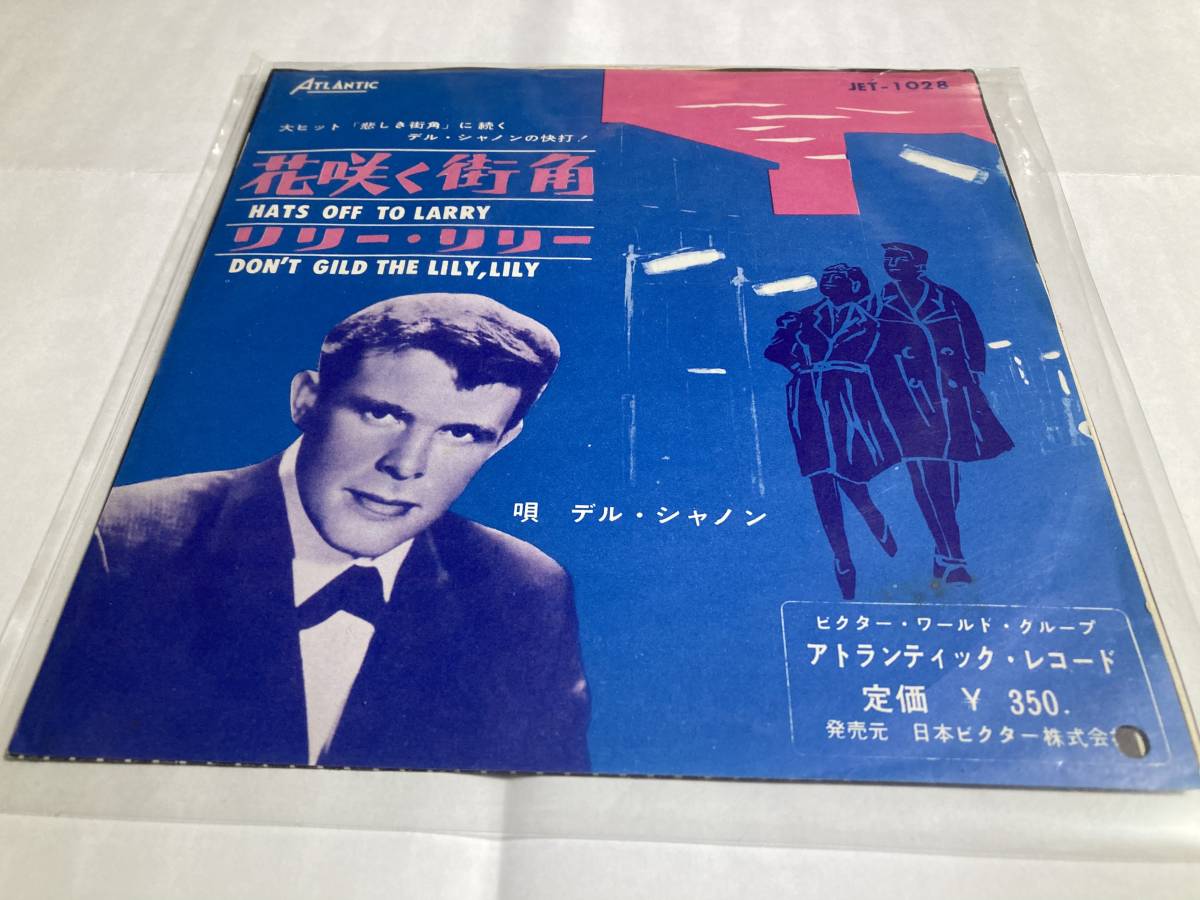 ATLANTIC
JET-1028
大ヒット「悲しき街角」に続く
デル・シャノンの快打!
花咲く街角
HATS OFF TO LARRY
リリー・リリー
DON'T GILD THE LILY, LILY
唄 デル・シャノン
ビクター・ワールド・グループ
アトランティック・レコード
定価 ¥ 350.
発売元 日本ビクター株式会